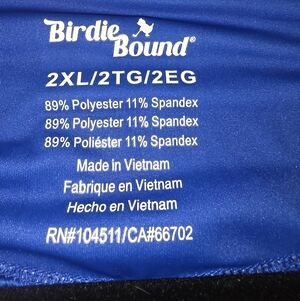 Birdie
Bound®
2XL/2TG/2EG
89% Polyester 11% Spandex
89% Polyester 11% Spandex
89% Poliéster 11% Spandex
Made in Vietnam
Fabrique en Vietnam
Hecho en Vietnam
RN#104511/CA#66702